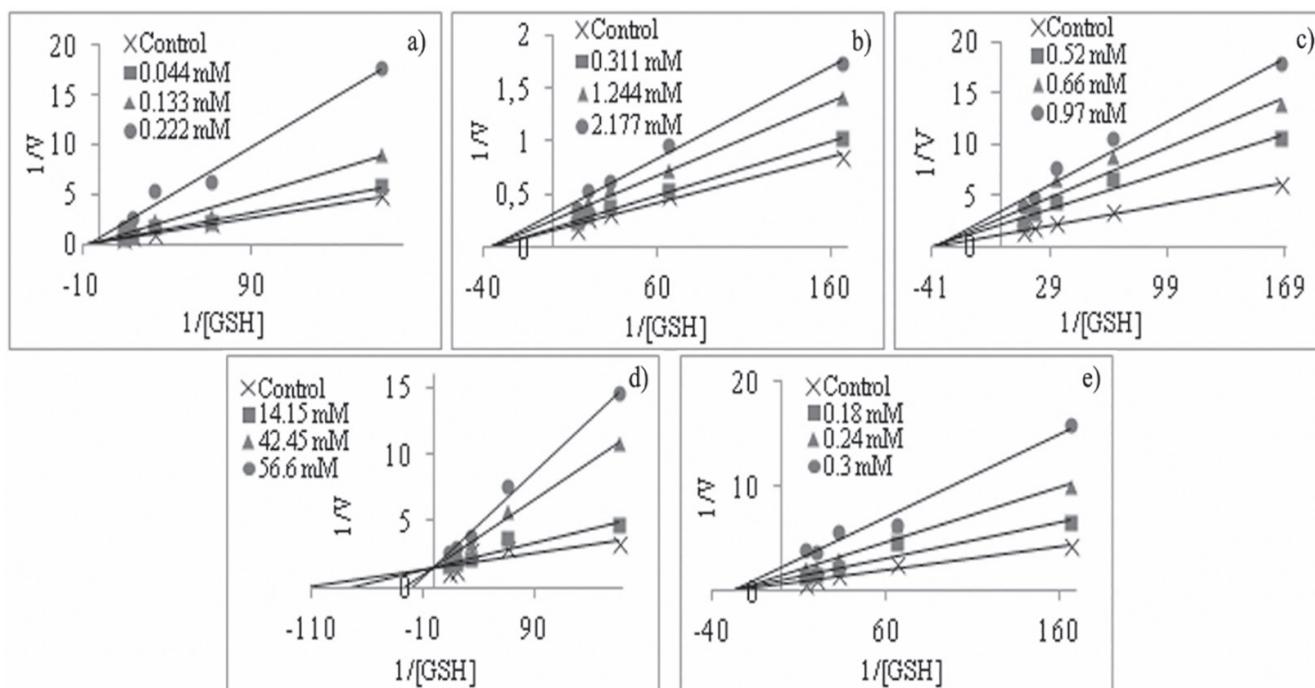 a)
×Control
0.044 mM
0.133 mM
0.222 mM
20
15
10
5
0
-10
90
1/V
1/[GSH]
b)
×Control
0.311 mM
1.244 mM
2.177 mM
2
1,5
1
0,5
0
-40
60
160
1/V
1/[GSH]
c)
×Control
0.52 mM
0.66 mM
0.97 mM
20
15
10
5
0
-41
29
99
169
1/V
1/[GSH]
d)
×Control
14.15 mM
42.45 mM
56.6 mM
15
10
5
0
-110
-10
90
1/V
1/[GSH]
e)
×Control
0.18 mM
0.24 mM
0.3 mM
20
10
0
-40
60
160
1/V
1/[GSH]